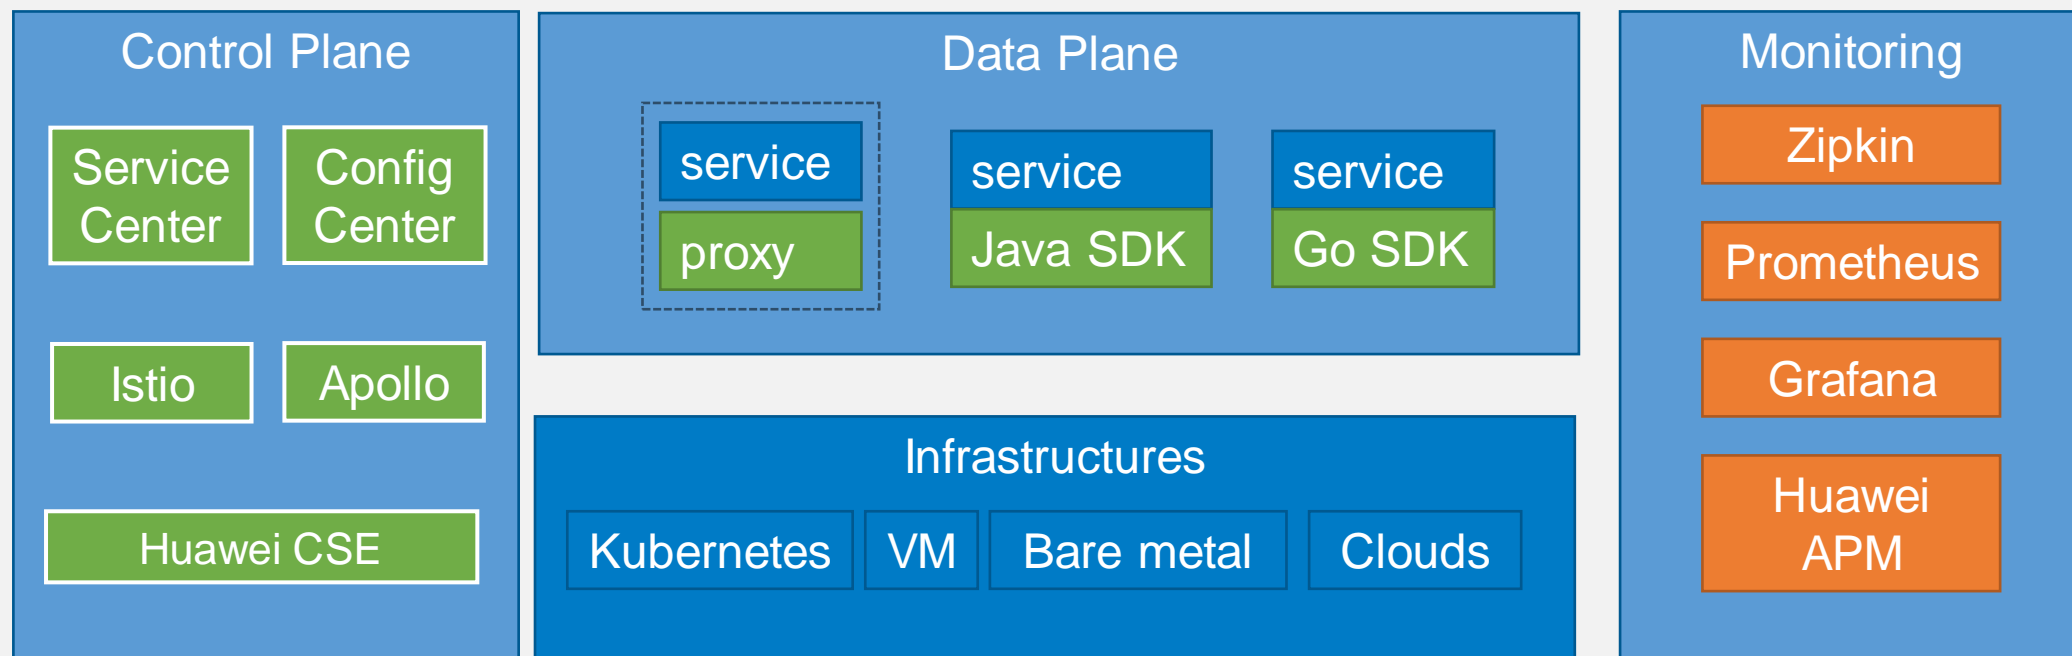 Control Plane
Service
Center
Config
Center
Istio
Apollo
Huawei CSE
Data Plane
service
proxy
service
Java SDK
service
Go SDK
Infrastructures
Kubernetes
VM
Bare metal
Clouds
Monitoring
Zipkin
Prometheus
Grafana
Huawei
APM